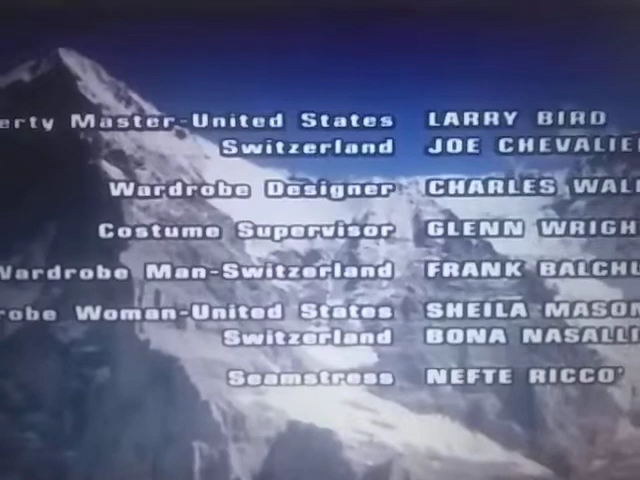 erty Master-United States LARRY BIRD
Switzerland JOE CHEVALIE
Wardrobe Designer CHARLES WAL
Costume Supervisor GLENN WRIGH
Wardrobe Man-Switzerland FRANK BALCH
robe Woman-United States SHEILA MASON
Switzerland BONA NASALLI
Seamstress NEFTE RICCO'